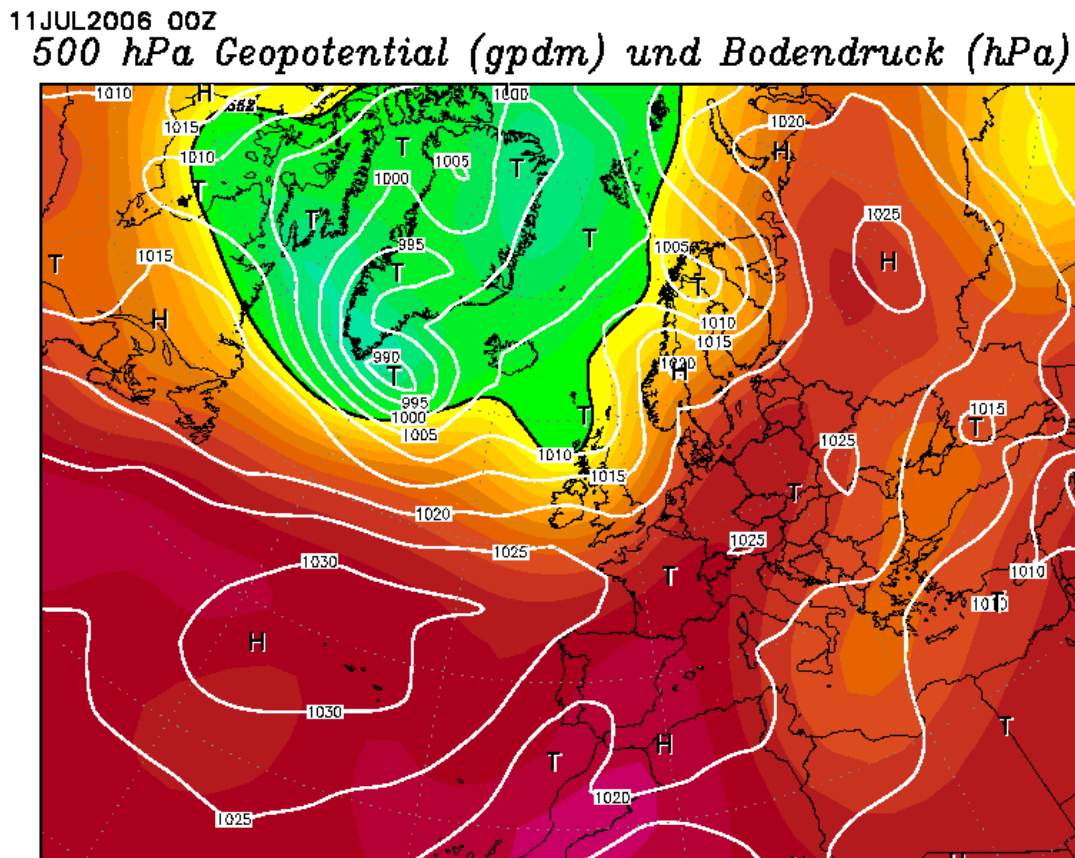 11JUL2006 00Z
500 hPa Geopotential (gpdm) und Bodendruck (hPa)
1010 H 552 1000
1015 1020
1010 T T 1005 T H
1000
T T 1025
T 1015 995 T T 1005 T H
H 1010
1015
990 T 1020 H
995
1000 T 1015 T
1005 1010 1025
1015
1020 T
1025 1025
1030 T 1010
1010 T
H
1030 T
H
T
1020
1025